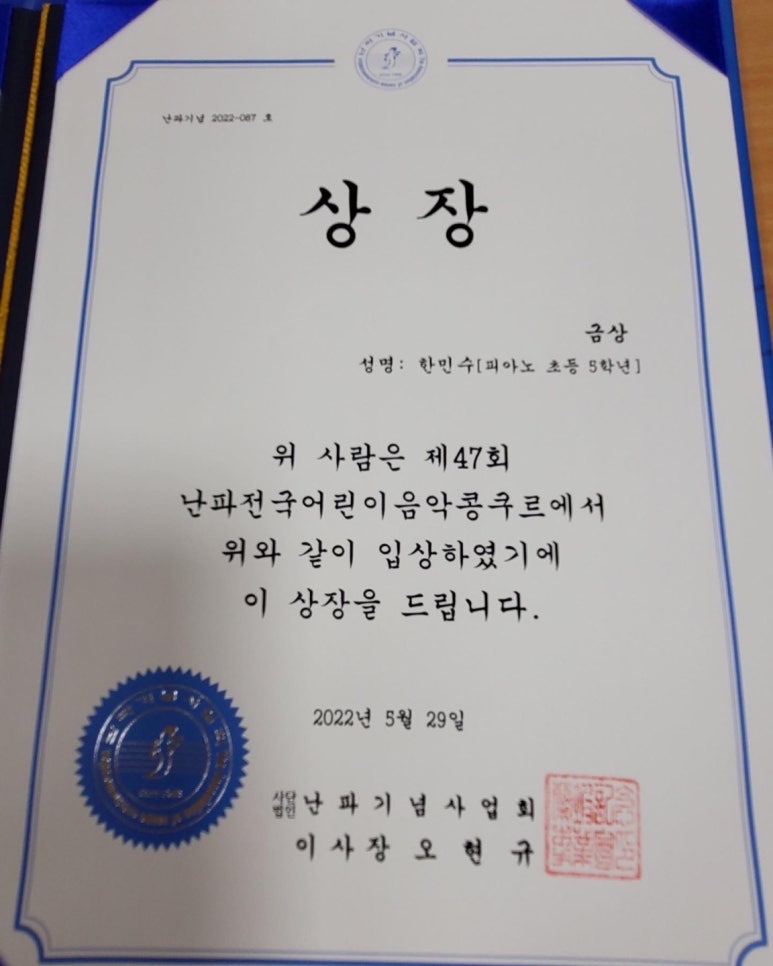 난파기념 2022-087 호
상 장
금상
성명: 한민수[피아노 초등 5학년]
위 사람은 제47회
난파전국어린이음악콩쿠르에서
위와 같이 입상하였기에
이 상장을 드립니다.
2022년 5월 29일
사단법인 난 파 기 념 사 업 회
이 사 장 오 현 규